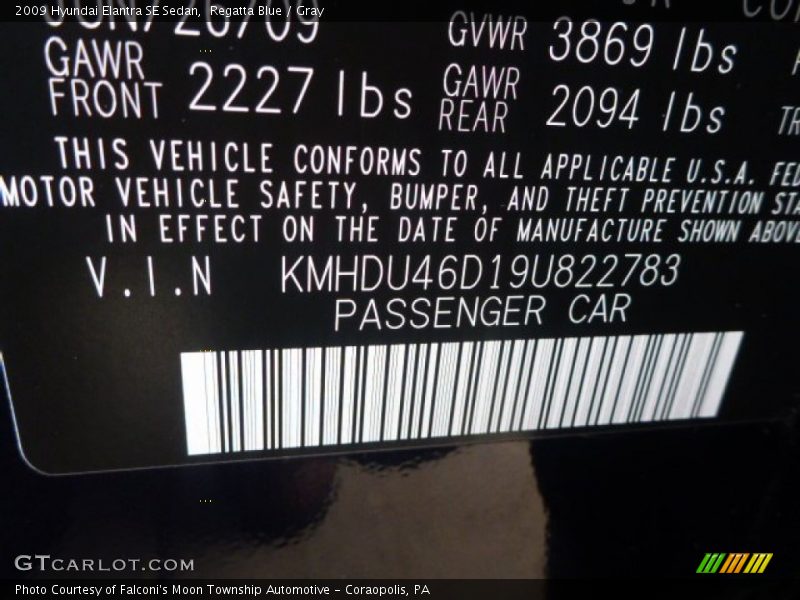 2009 Hyundai Elantra SE Sedan, Regatta Blue / Gray
GVWR 3869 lbs
GAWR FRONT 2227 lbs GAWR REAR 2094 lbs
THIS VEHICLE CONFORMS TO ALL APPLICABLE U.S.A.
MOTOR VEHICLE SAFETY, BUMPER, AND THEFT PREVENTION
IN EFFECT ON THE DATE OF MANUFACTURE SHOWN ABOVE
V.I.N KMHDU46D19U822783
PASSENGER CAR
GTCARLOT.COM
Photo Courtesy of Falconi's Moon Township Automotive - Coraopolis, PA